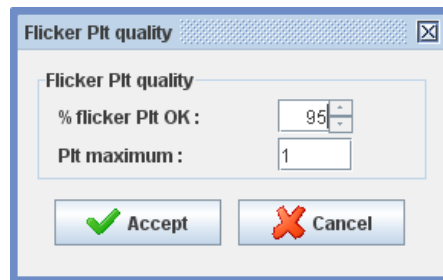 Flicker Plt quality
Flicker Plt quality
% flicker Plt OK : 95
Plt maximum : 1
Accept Cancel